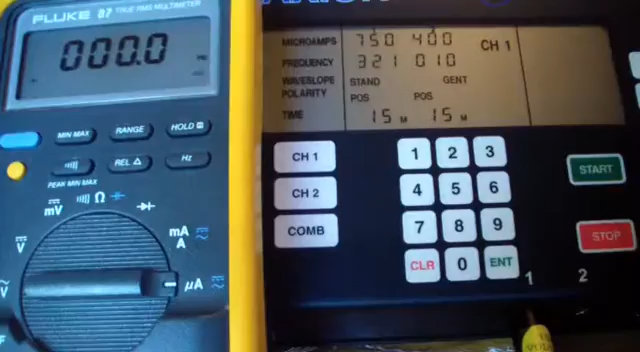 FLUKE 87 TRUE RMS MULTIMETER
000.0
MIN MAX
RANGE
HOLD
REL Δ
Hz
PEAK MIN MAX
mV
Ω
V
mA
A
V
µA
MICROAMPS 750 400 CH 1
FREQUENCY 321 010
WAVESLOPE STAND GENT
POLARITY POS POS
TIME 15 M 15 M
CH 1
CH 2
COMB
1 2 3
4 5 6
7 8 9
CLR 0 ENT
START
STOP
1 2